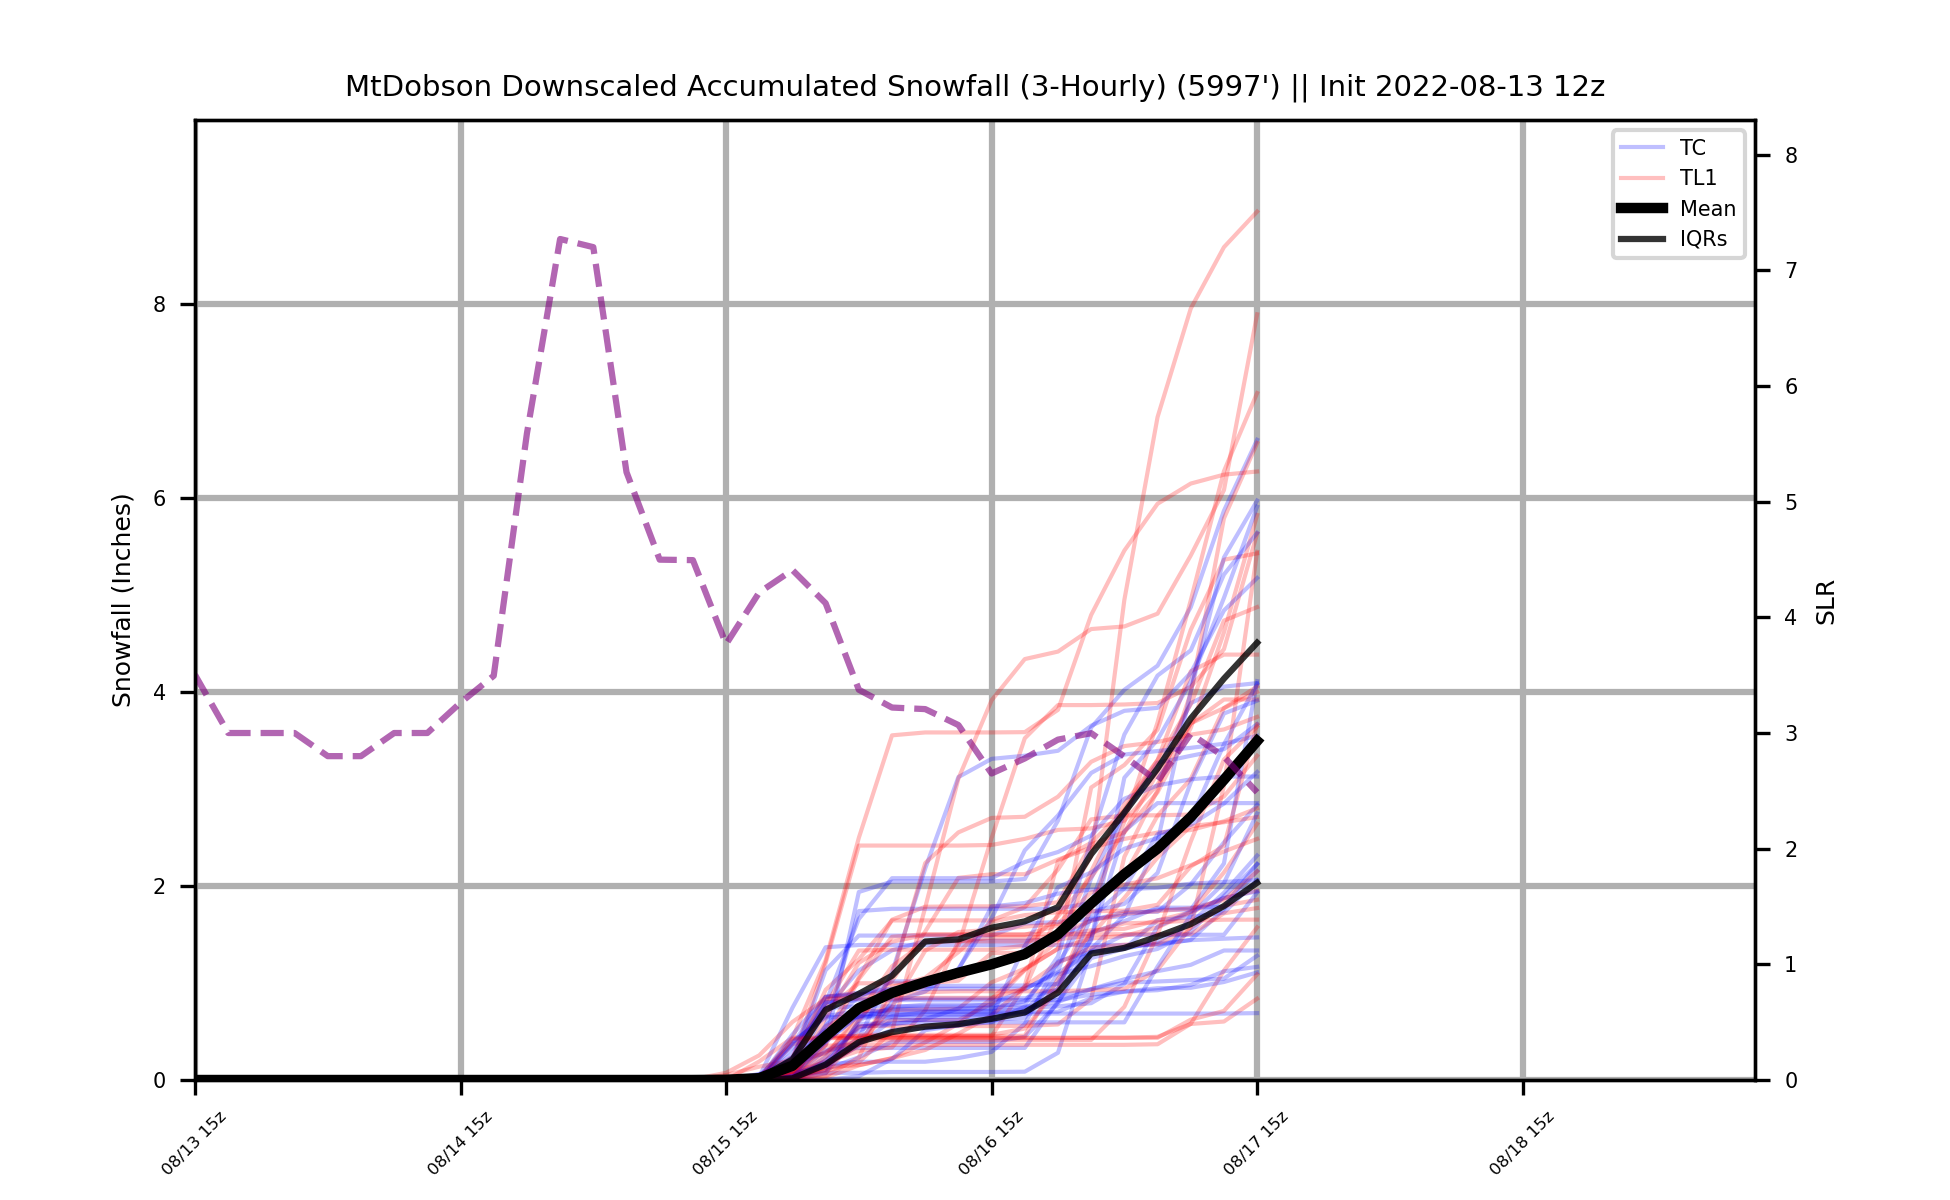 MtDobson Downscaled Accumulated Snowfall (3-Hourly) (5997') || Init 2022-08-13 12z
TC
TL1
Mean
IQRs
Snowfall (Inches)
8
6
4
2
0
SLR
8
7
6
5
4
3
2
1
0
08/13 15z
08/14 15z
08/15 15z
08/16 15z
08/17 15z
08/18 15z